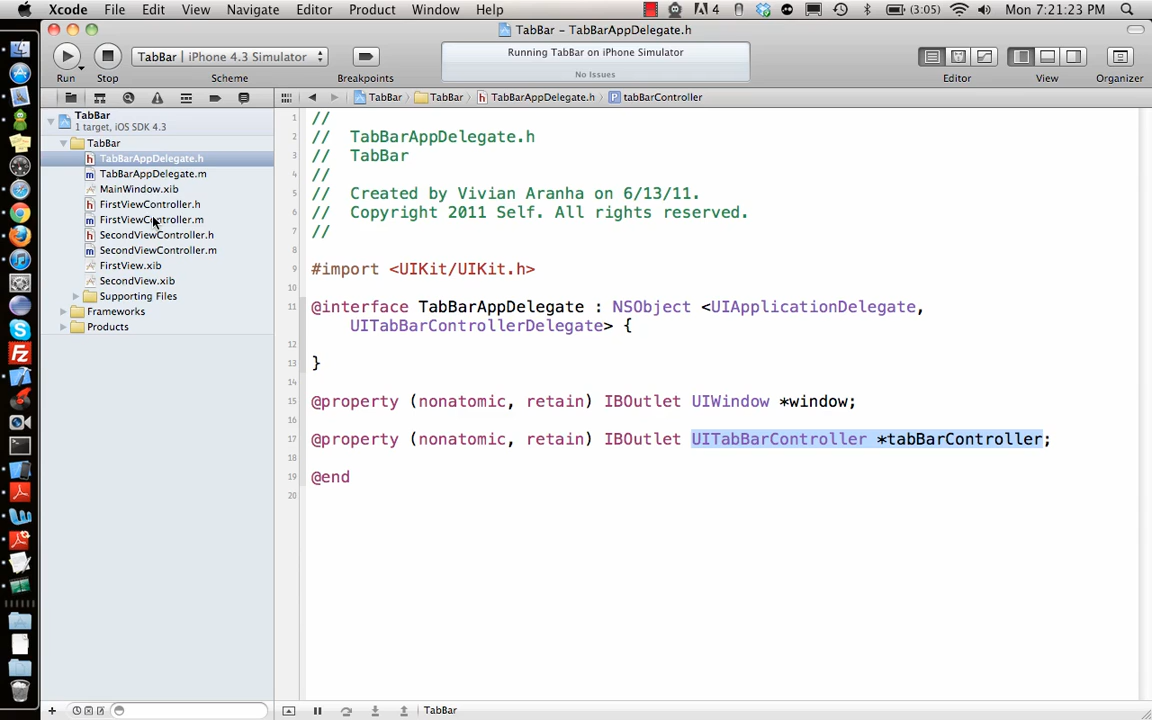 Xcode File Edit View Navigate Editor Product Window Help 4 (3:05) Mon 7:21:23 PM
TabBar – TabBarAppDelegate.h
TabBar | iPhone 4.3 Simulator
Running TabBar on iPhone Simulator
No Issues
Run Stop Scheme Breakpoints Editor View Organizer
TabBar TabBar TabBarAppDelegate.h tabBarController
TabBar
1 target, iOS SDK 4.3
TabBar
TabBarAppDelegate.h
TabBarAppDelegate.m
MainWindow.xib
FirstViewController.h
FirstViewController.m
SecondViewController.h
SecondViewController.m
FirstView.xib
SecondView.xib
Supporting Files
Frameworks
Products
1 //
2 // TabBarAppDelegate.h
3 // TabBar
4 //
5 // Created by Vivian Aranha on 6/13/11.
6 // Copyright 2011 Self. All rights reserved.
7 //
8
9 #import <UIKit/UIKit.h>
10
11 @interface TabBarAppDelegate : NSObject <UIApplicationDelegate,
UITabBarControllerDelegate> {
12
13 }
14
15 @property (nonatomic, retain) IBOutlet UIWindow *window;
16
17 @property (nonatomic, retain) IBOutlet UITabBarController *tabBarController;
18
19 @end
20
TabBar